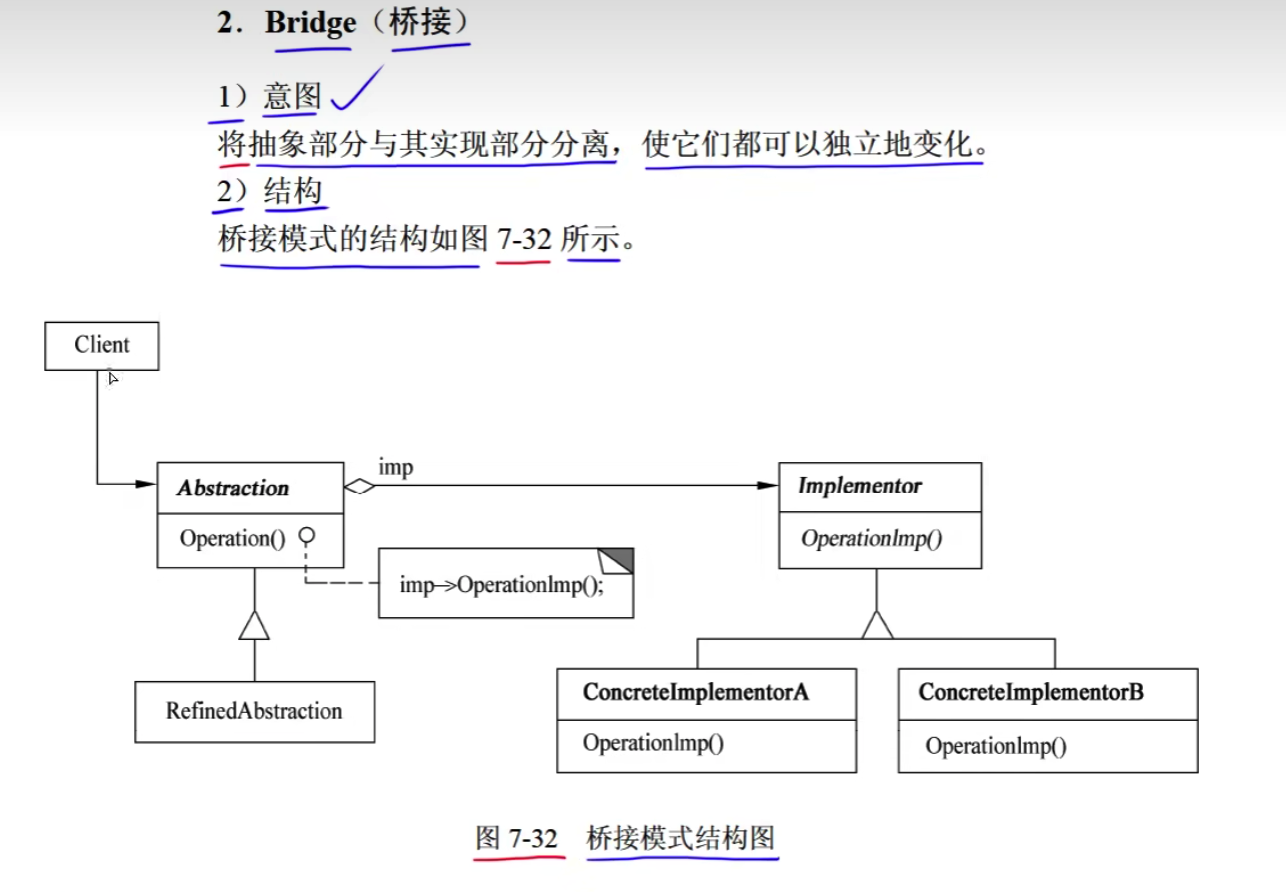 2．Bridge（桥接）
1）意图
将抽象部分与其实现部分分离，使它们都可以独立地变化。
2）结构
桥接模式的结构如图 7-32 所示。
Client
imp
Abstraction
Implementor
Operation()
OperationImp()
imp->OperationImp();
RefinedAbstraction
ConcreteImplementorA
ConcreteImplementorB
OperationImp()
OperationImp()
图 7-32 桥接模式结构图